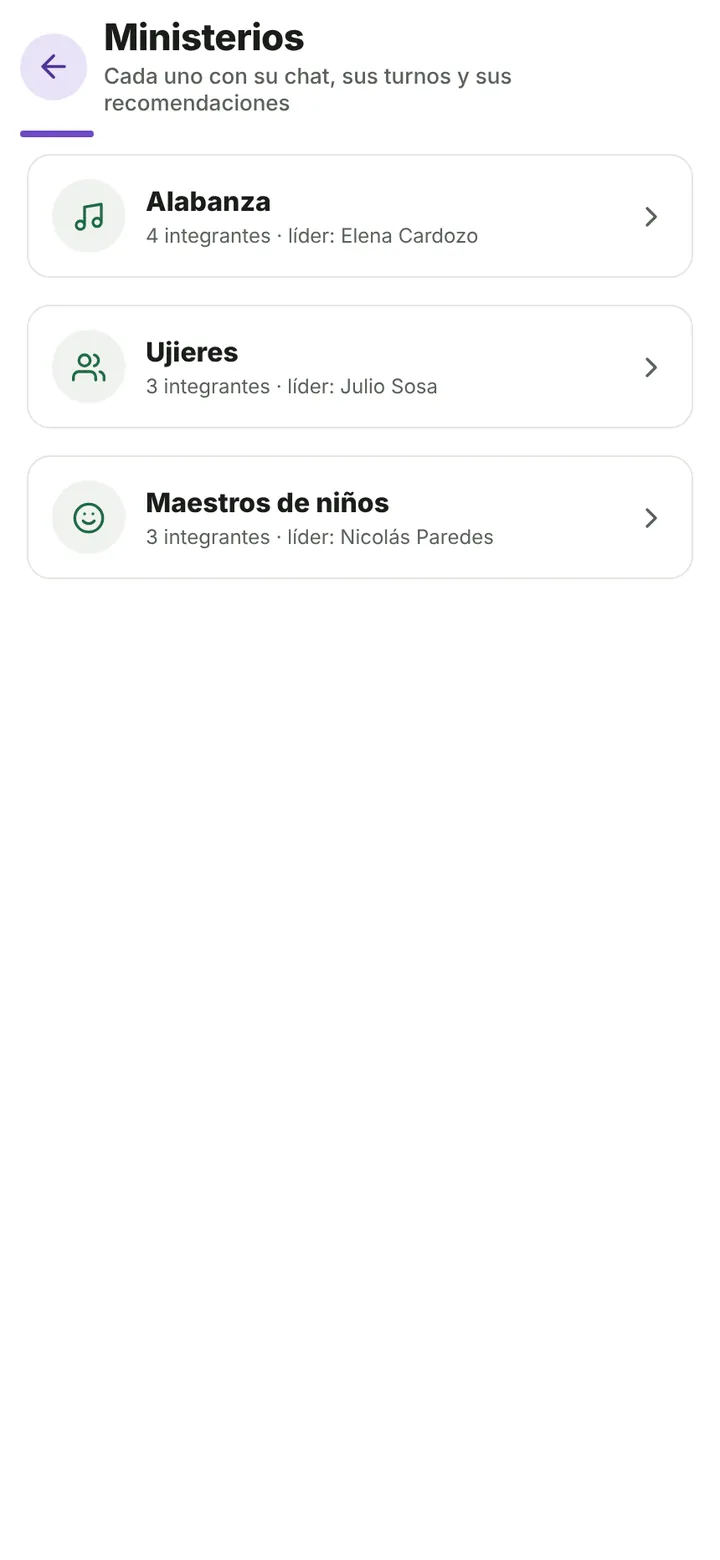 Ministerios
Cada uno con su chat, sus turnos y sus
recomendaciones
Alabanza
4 integrantes · líder: Elena Cardozo
Ujieres
3 integrantes · líder: Julio Sosa
Maestros de niños
3 integrantes · líder: Nicolás Paredes